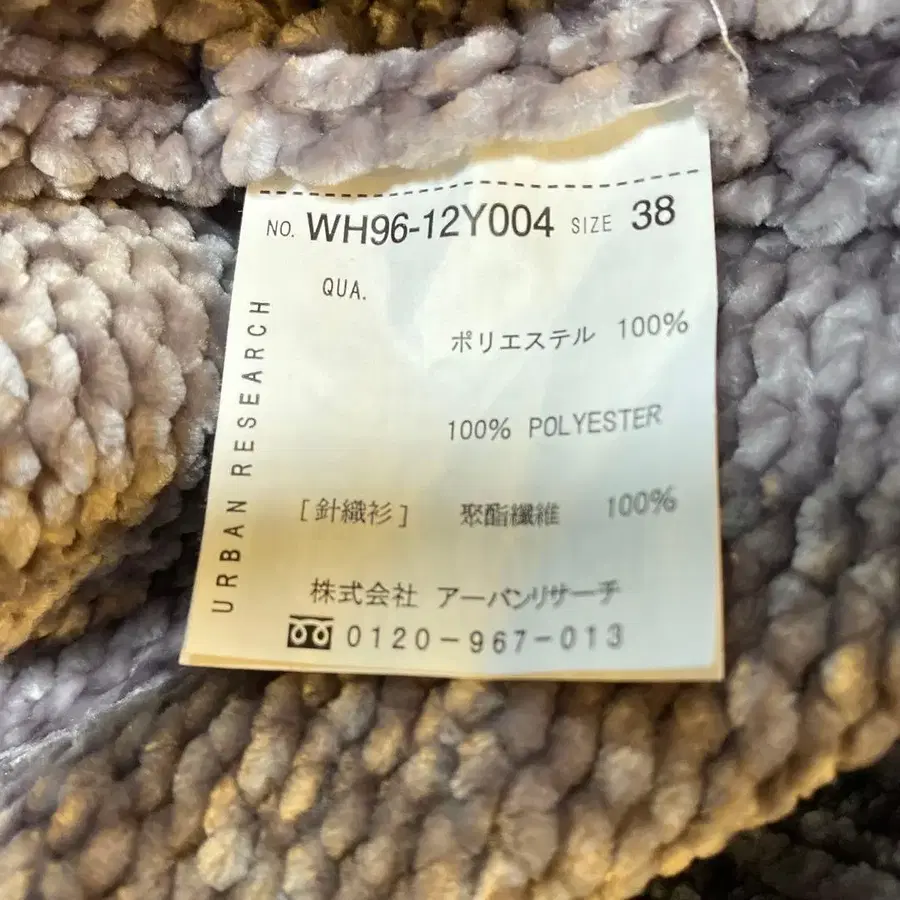 NO. WH96-12Y004 SIZE 38
QUA.
ポリエステル 100%
100% POLYESTER
[針織衫] 聚酯纖維 100%
株式会社 アーバンリサーチ
0120-967-013
URBAN RESEARCH